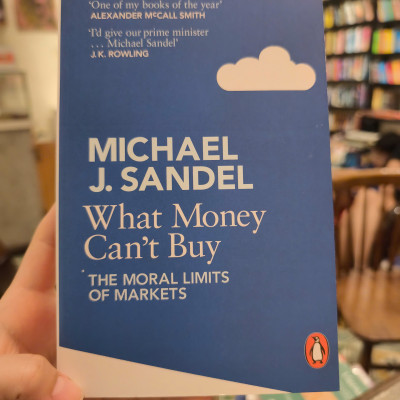 'One of my books of the year'
ALEXANDER McCALL SMITH
'I'd give our prime minister
... Michael Sandel'
J.K. ROWLING
MICHAEL
J. SANDEL
What Money
Can't Buy
THE MORAL LIMITS
OF MARKETS